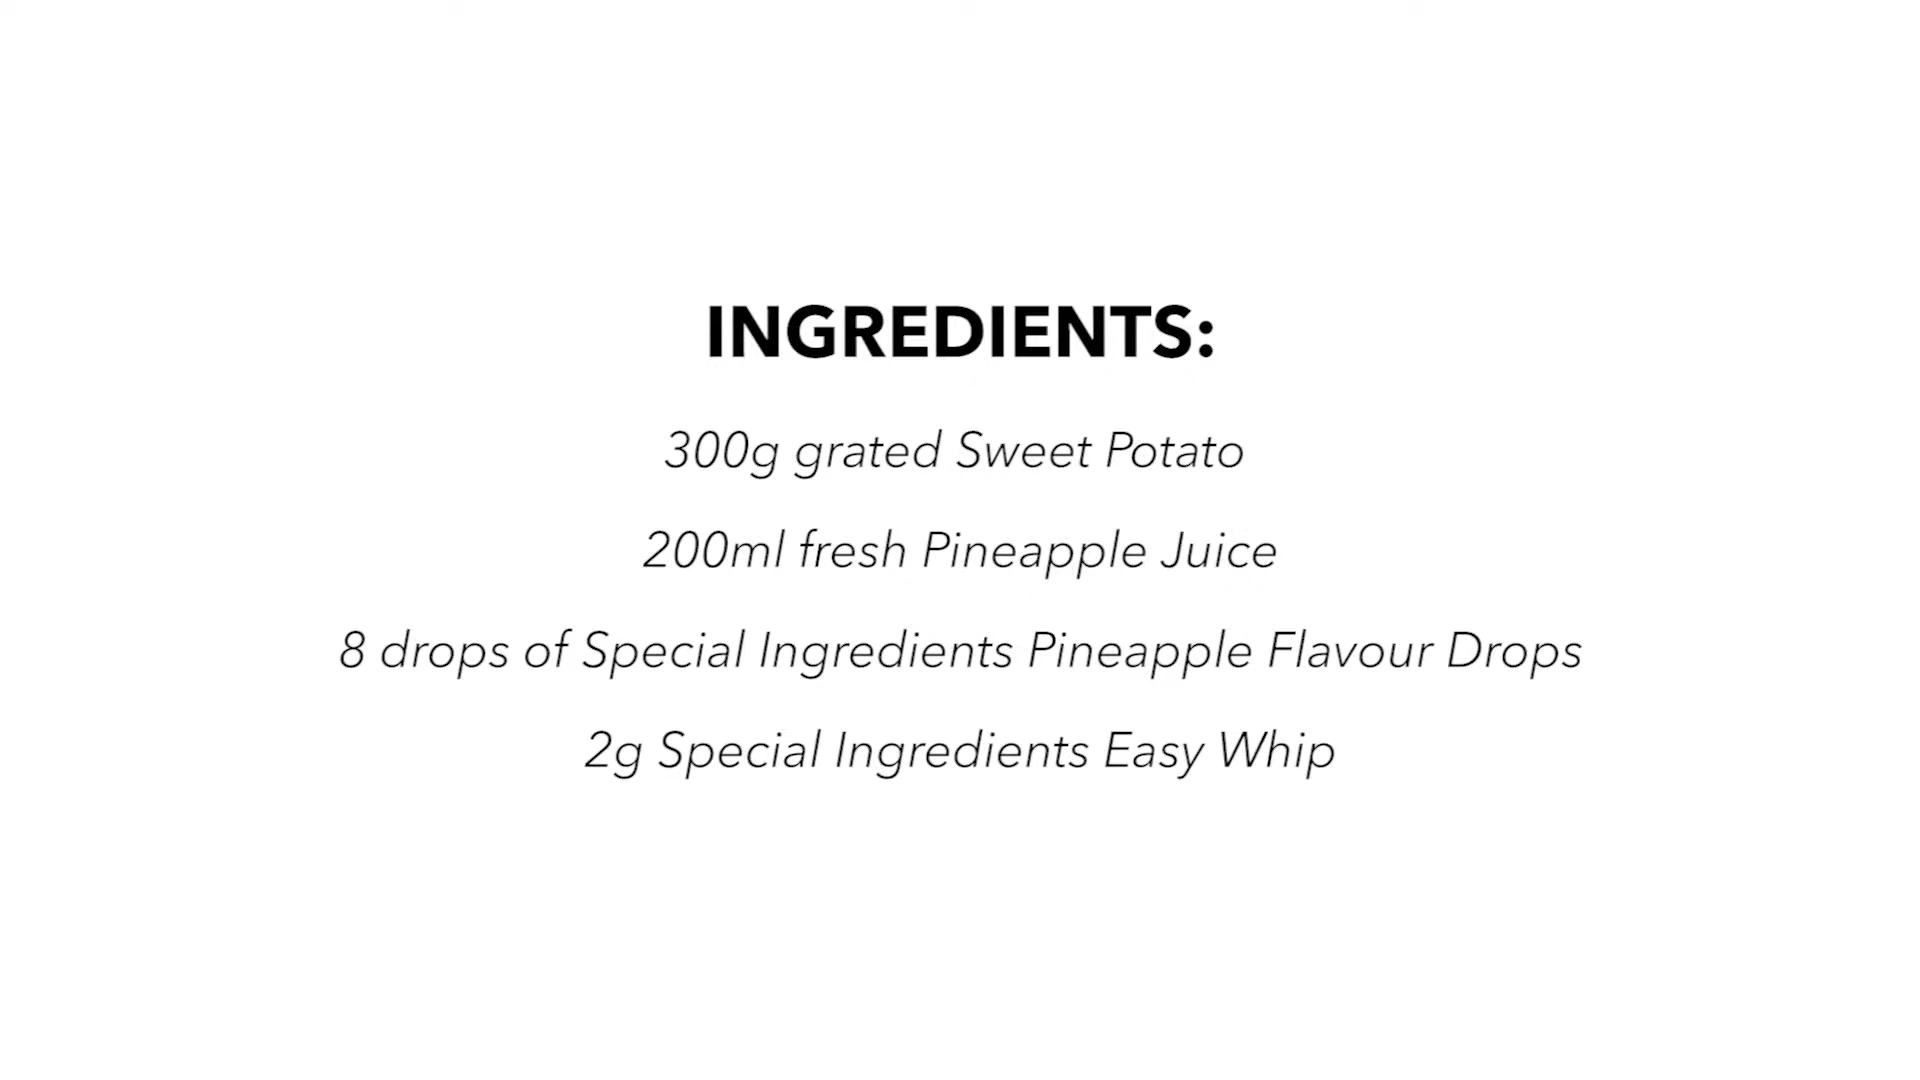 INGREDIENTS:
300g grated Sweet Potato
200ml fresh Pineapple Juice
8 drops of Special Ingredients Pineapple Flavour Drops
2g Special Ingredients Easy Whip